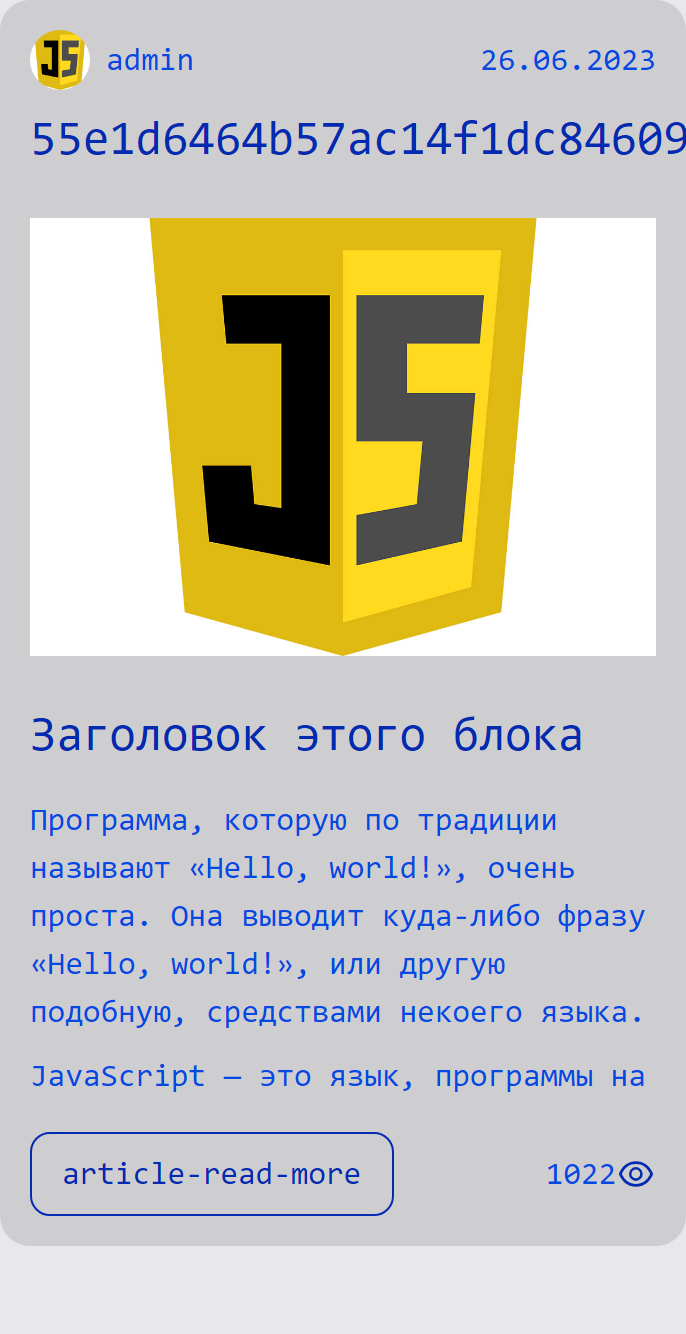 admin
26.06.2023
55e1d6464b57ac14f1dc84609
JS
Заголовок этого блока
Программа, которую по традиции
называют «Hello, world!», очень
проста. Она выводит куда-либо фразу
«Hello, world!», или другую
подобную, средствами некоего языка.
JavaScript — это язык, программы на
article-read-more
1022